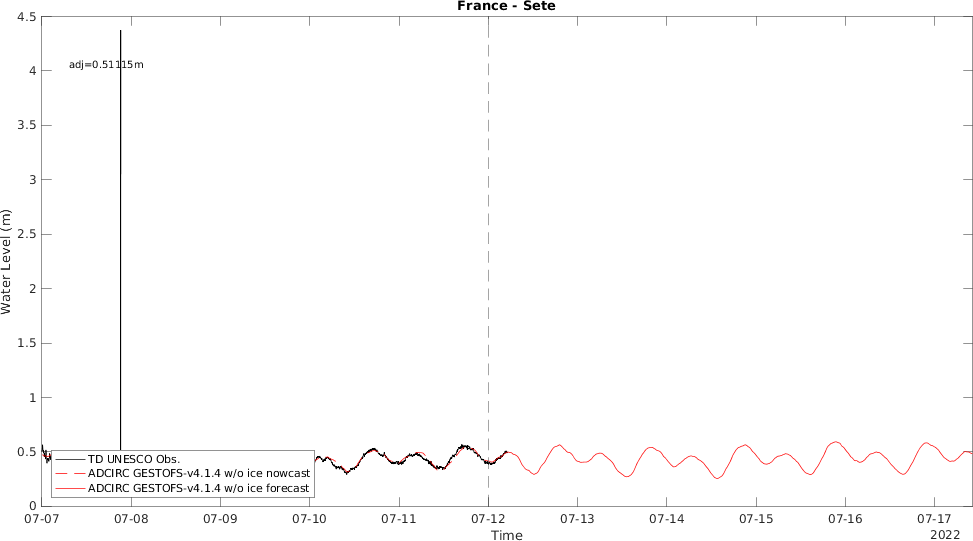 France - Sete
4.5
4
3.5
3
2.5
2
1.5
1
0.5
0
Water Level (m)
adj=0.51115m
TD UNESCO Obs.
ADCIRC GESTOFS-v4.1.4 w/o ice nowcast
ADCIRC GESTOFS-v4.1.4 w/o ice forecast
07-07 07-08 07-09 07-10 07-11 07-12 07-13 07-14 07-15 07-16 07-17
Time
2022